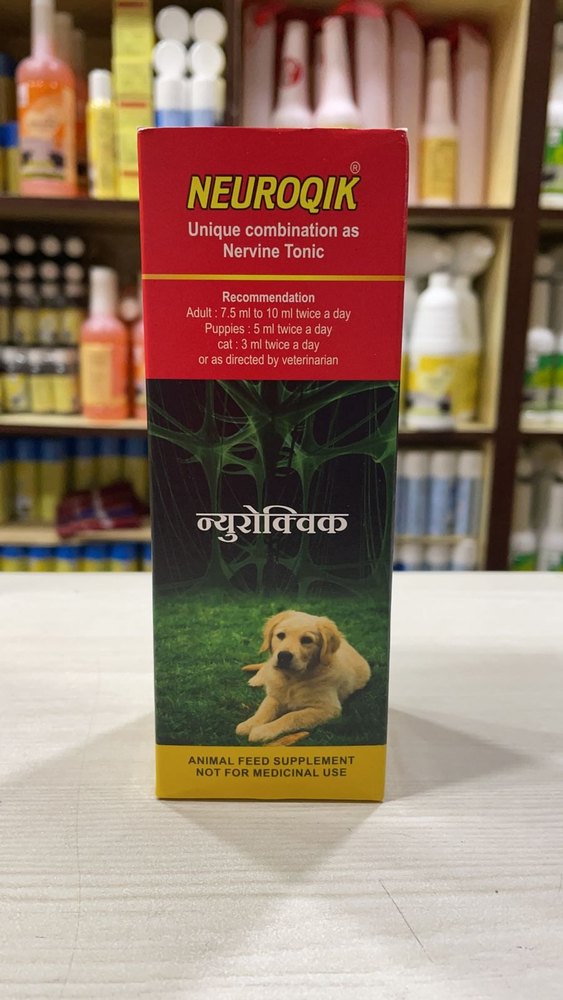 NEUROQIK®
Unique combination as
Nervine Tonic
Recommendation
Adult : 7.5 ml to 10 ml twice a day
Puppies : 5 ml twice a day
cat : 3 ml twice a day
or as directed by veterinarian
न्युरोक्विक
ANIMAL FEED SUPPLEMENT
NOT FOR MEDICINAL USE